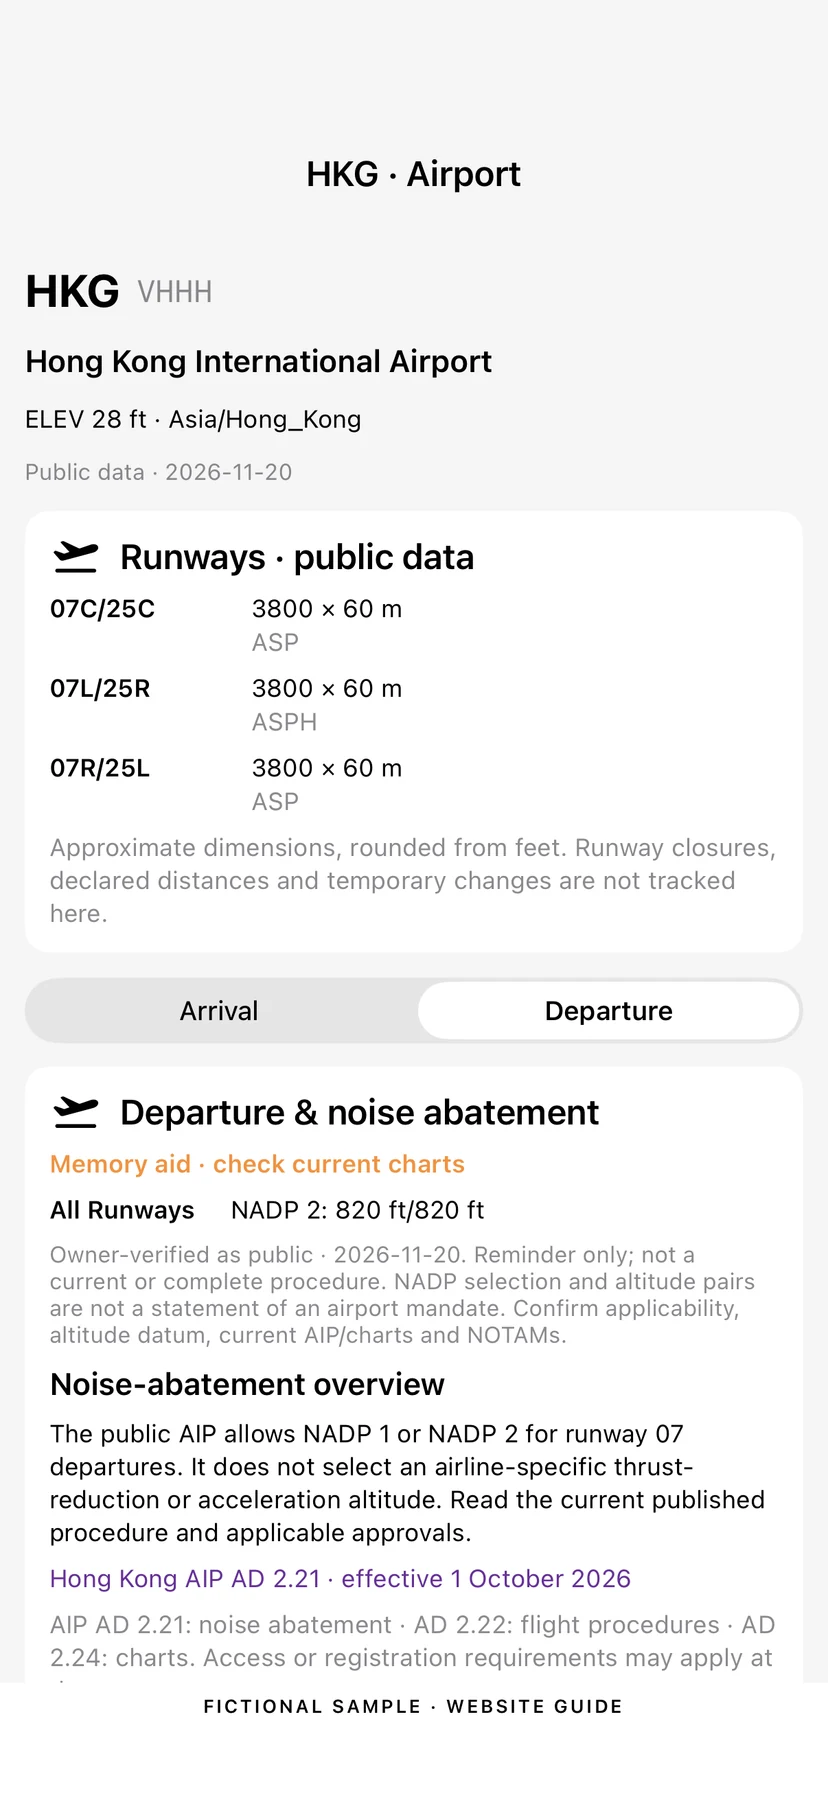 HKG · Airport
HKG VHHH
Hong Kong International Airport
ELEV 28 ft · Asia/Hong_Kong
Public data · 2026-11-20
Runways · public data
07C/25C 3800 × 60 m
ASP
07L/25R 3800 × 60 m
ASPH
07R/25L 3800 × 60 m
ASP
Approximate dimensions, rounded from feet. Runway closures,
declared distances and temporary changes are not tracked
here.
Arrival Departure
Departure & noise abatement
Memory aid · check current charts
All Runways NADP 2: 820 ft/820 ft
Owner-verified as public · 2026-11-20. Reminder only; not a
current or complete procedure. NADP selection and altitude pairs
are not a statement of an airport mandate. Confirm applicability,
altitude datum, current AIP/charts and NOTAMs.
Noise-abatement overview
The public AIP allows NADP 1 or NADP 2 for runway 07
departures. It does not select an airline-specific thrust-
reduction or acceleration altitude. Read the current published
procedure and applicable approvals.
Hong Kong AIP AD 2.21 · effective 1 October 2026
AIP AD 2.21: noise abatement · AD 2.22: flight procedures · AD
2.24: charts. Access or registration requirements may apply at
FICTIONAL SAMPLE · WEBSITE GUIDE